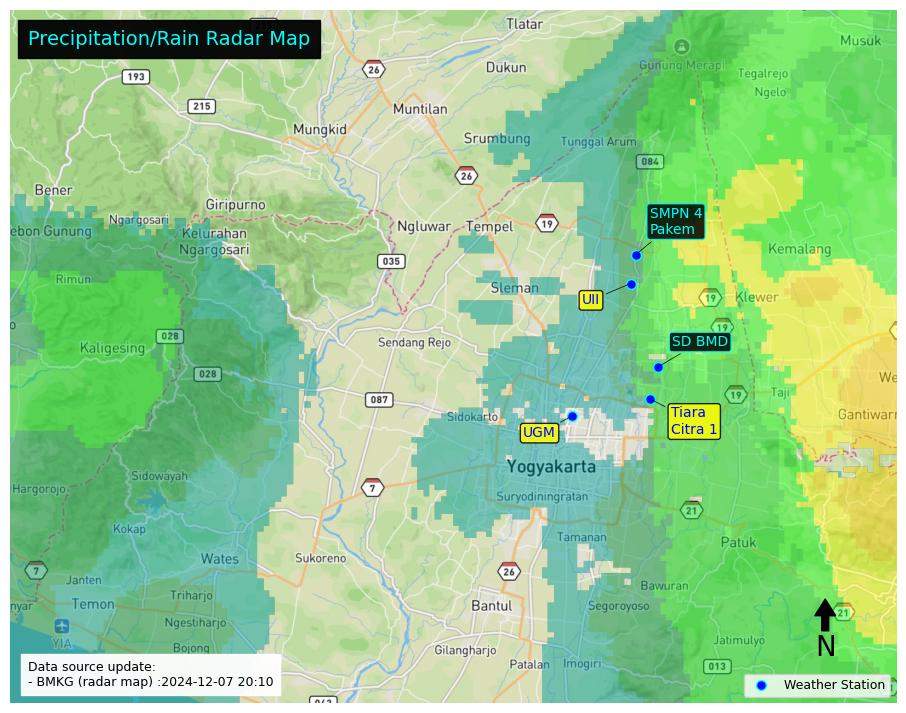 Precipitation/Rain Radar Map
Tlatar
Musuk
Gunung Merapi
Tegalrejo
Ngelo
26
Dukun
193
215
Muntilan
Mungkid
Srumbung
Tunggal Arum
084
26
Bener
Giripurno
Ngargosari
ebon Gunung
Kelurahan
Ngargosari
Ngluwar
Tempel
19
SMPN 4
Pakem
Kemalang
035
Rimun
Sleman
UII
19
Klewer
19
028
Kaligesing
Sendang Rejo
SD BMD
028
087
19
Taji
We
Sidokarto
Tiara
Citra 1
Gantiwarn
UGM
Yogyakarta
Sidowayah
Hargorojo
7
Suryodiningratan
21
Kokap
Tamanan
Patuk
Wates
Sukoreno
7
26
Janten
Bawuran
Temon
Triharjo
Bantul
Segoroyoso
21
nyar
Ngestiharjo
YIA
Jatimulyo
N
Bojong
Gilangharjo
Patalan
Imogiri
013
Data source update:
- BMKG (radar map) :2024-12-07 20:10
Weather Station